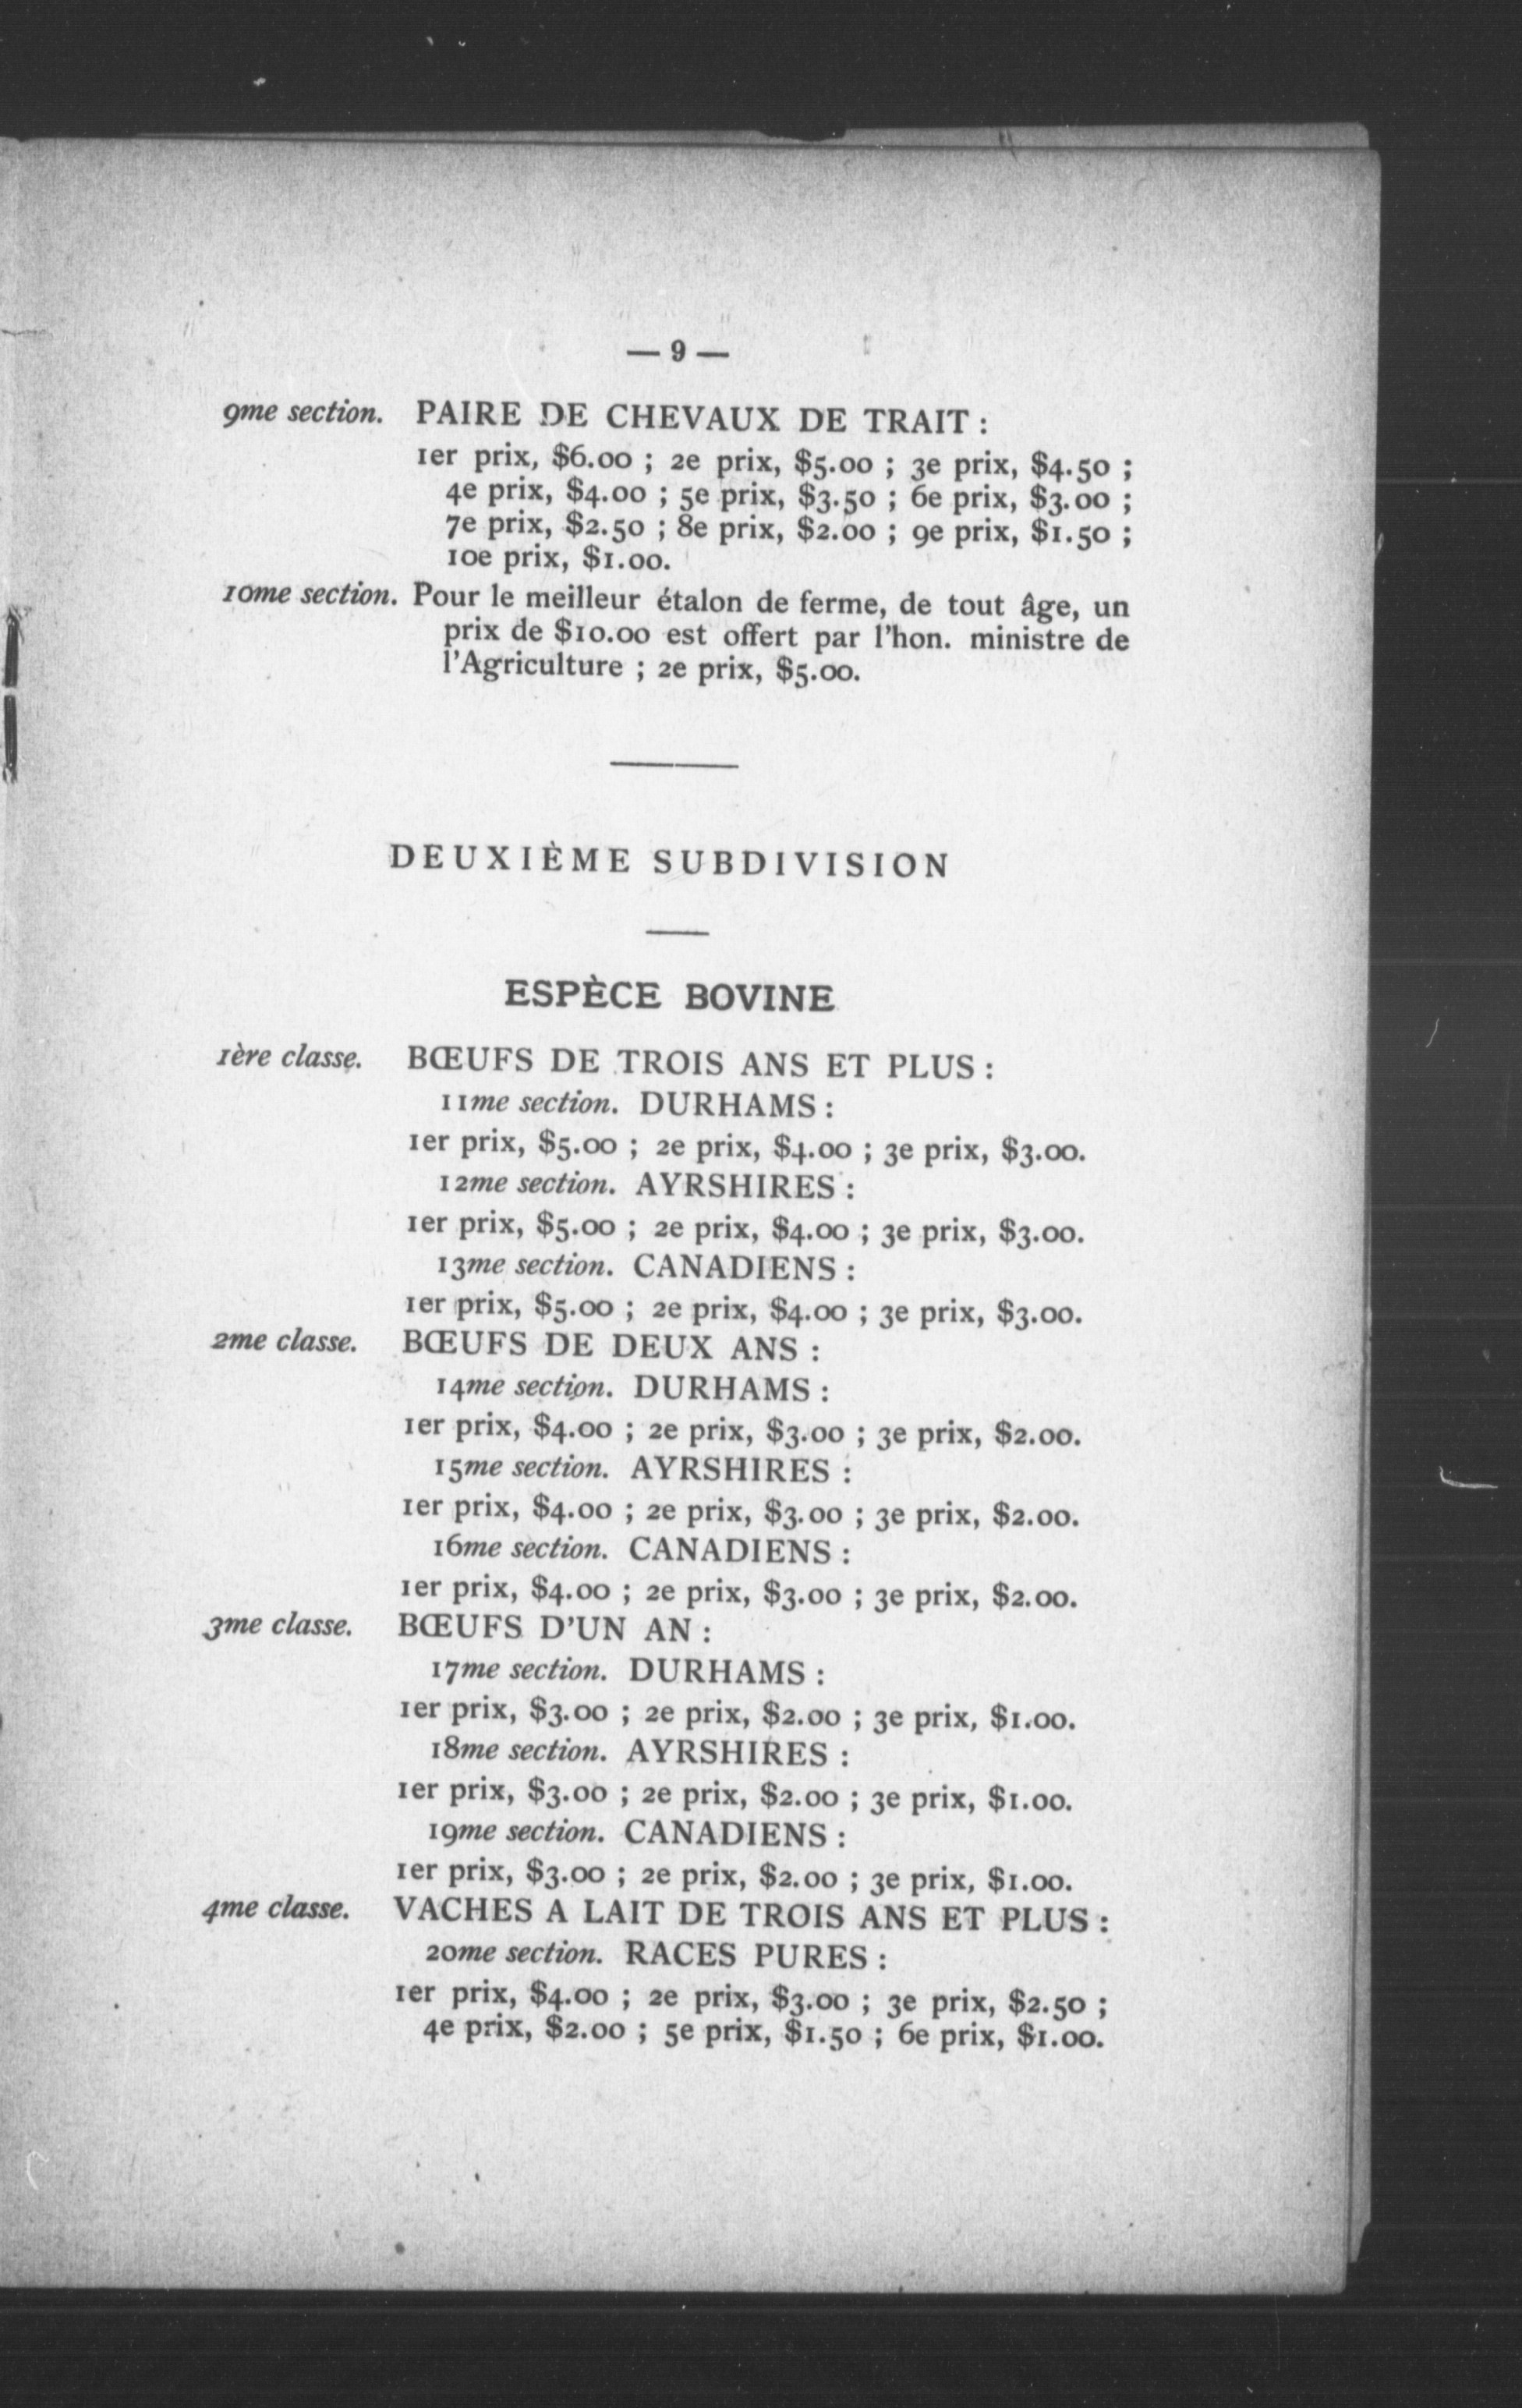 — 9 —
9me section. PAIRE DE CHEVAUX DE TRAIT :
1er prix, $6.00 ; 2e prix, $5.00 ; 3e prix, $4.50 ;
4e prix, $4.00 ; 5e prix, $3.50 ; 6e prix, $3.00 ;
7e prix, $2.50 ; 8e prix, $2.00 ; 9e prix, $1.50 ;
10e prix, $1.00.
10me section. Pour le meilleur étalon de ferme, de tout âge, un
prix de $10.00 est offert par l'hon. ministre de
l'Agriculture ; 2e prix, $5.00.
DEUXIÈME SUBDIVISION
ESPÈCE BOVINE
1ère classe. BŒUFS DE TROIS ANS ET PLUS :
11me section. DURHAMS :
1er prix, $5.00 ; 2e prix, $4.00 ; 3e prix, $3.00.
12me section. AYRSHIRES :
1er prix, $5.00 ; 2e prix, $4.00 ; 3e prix, $3.00.
13me section. CANADIENS :
1er prix, $5.00 ; 2e prix, $4.00 ; 3e prix, $3.00.
2me classe. BŒUFS DE DEUX ANS :
14me section. DURHAMS :
1er prix, $4.00 ; 2e prix, $3.00 ; 3e prix, $2.00.
15me section. AYRSHIRES :
1er prix, $4.00 ; 2e prix, $3.00 ; 3e prix, $2.00.
16me section. CANADIENS :
1er prix, $4.00 ; 2e prix, $3.00 ; 3e prix, $2.00.
3me classe. BŒUFS D'UN AN :
17me section. DURHAMS :
1er prix, $3.00 ; 2e prix, $2.00 ; 3e prix, $1.00.
18me section. AYRSHIRES :
1er prix, $3.00 ; 2e prix, $2.00 ; 3e prix, $1.00.
19me section. CANADIENS :
1er prix, $3.00 ; 2e prix, $2.00 ; 3e prix, $1.00.
4me classe. VACHES A LAIT DE TROIS ANS ET PLUS :
20me section. RACES PURES :
1er prix, $4.00 ; 2e prix, $3.00 ; 3e prix, $2.50 ;
4e prix, $2.00 ; 5e prix, $1.50 ; 6e prix, $1.00.